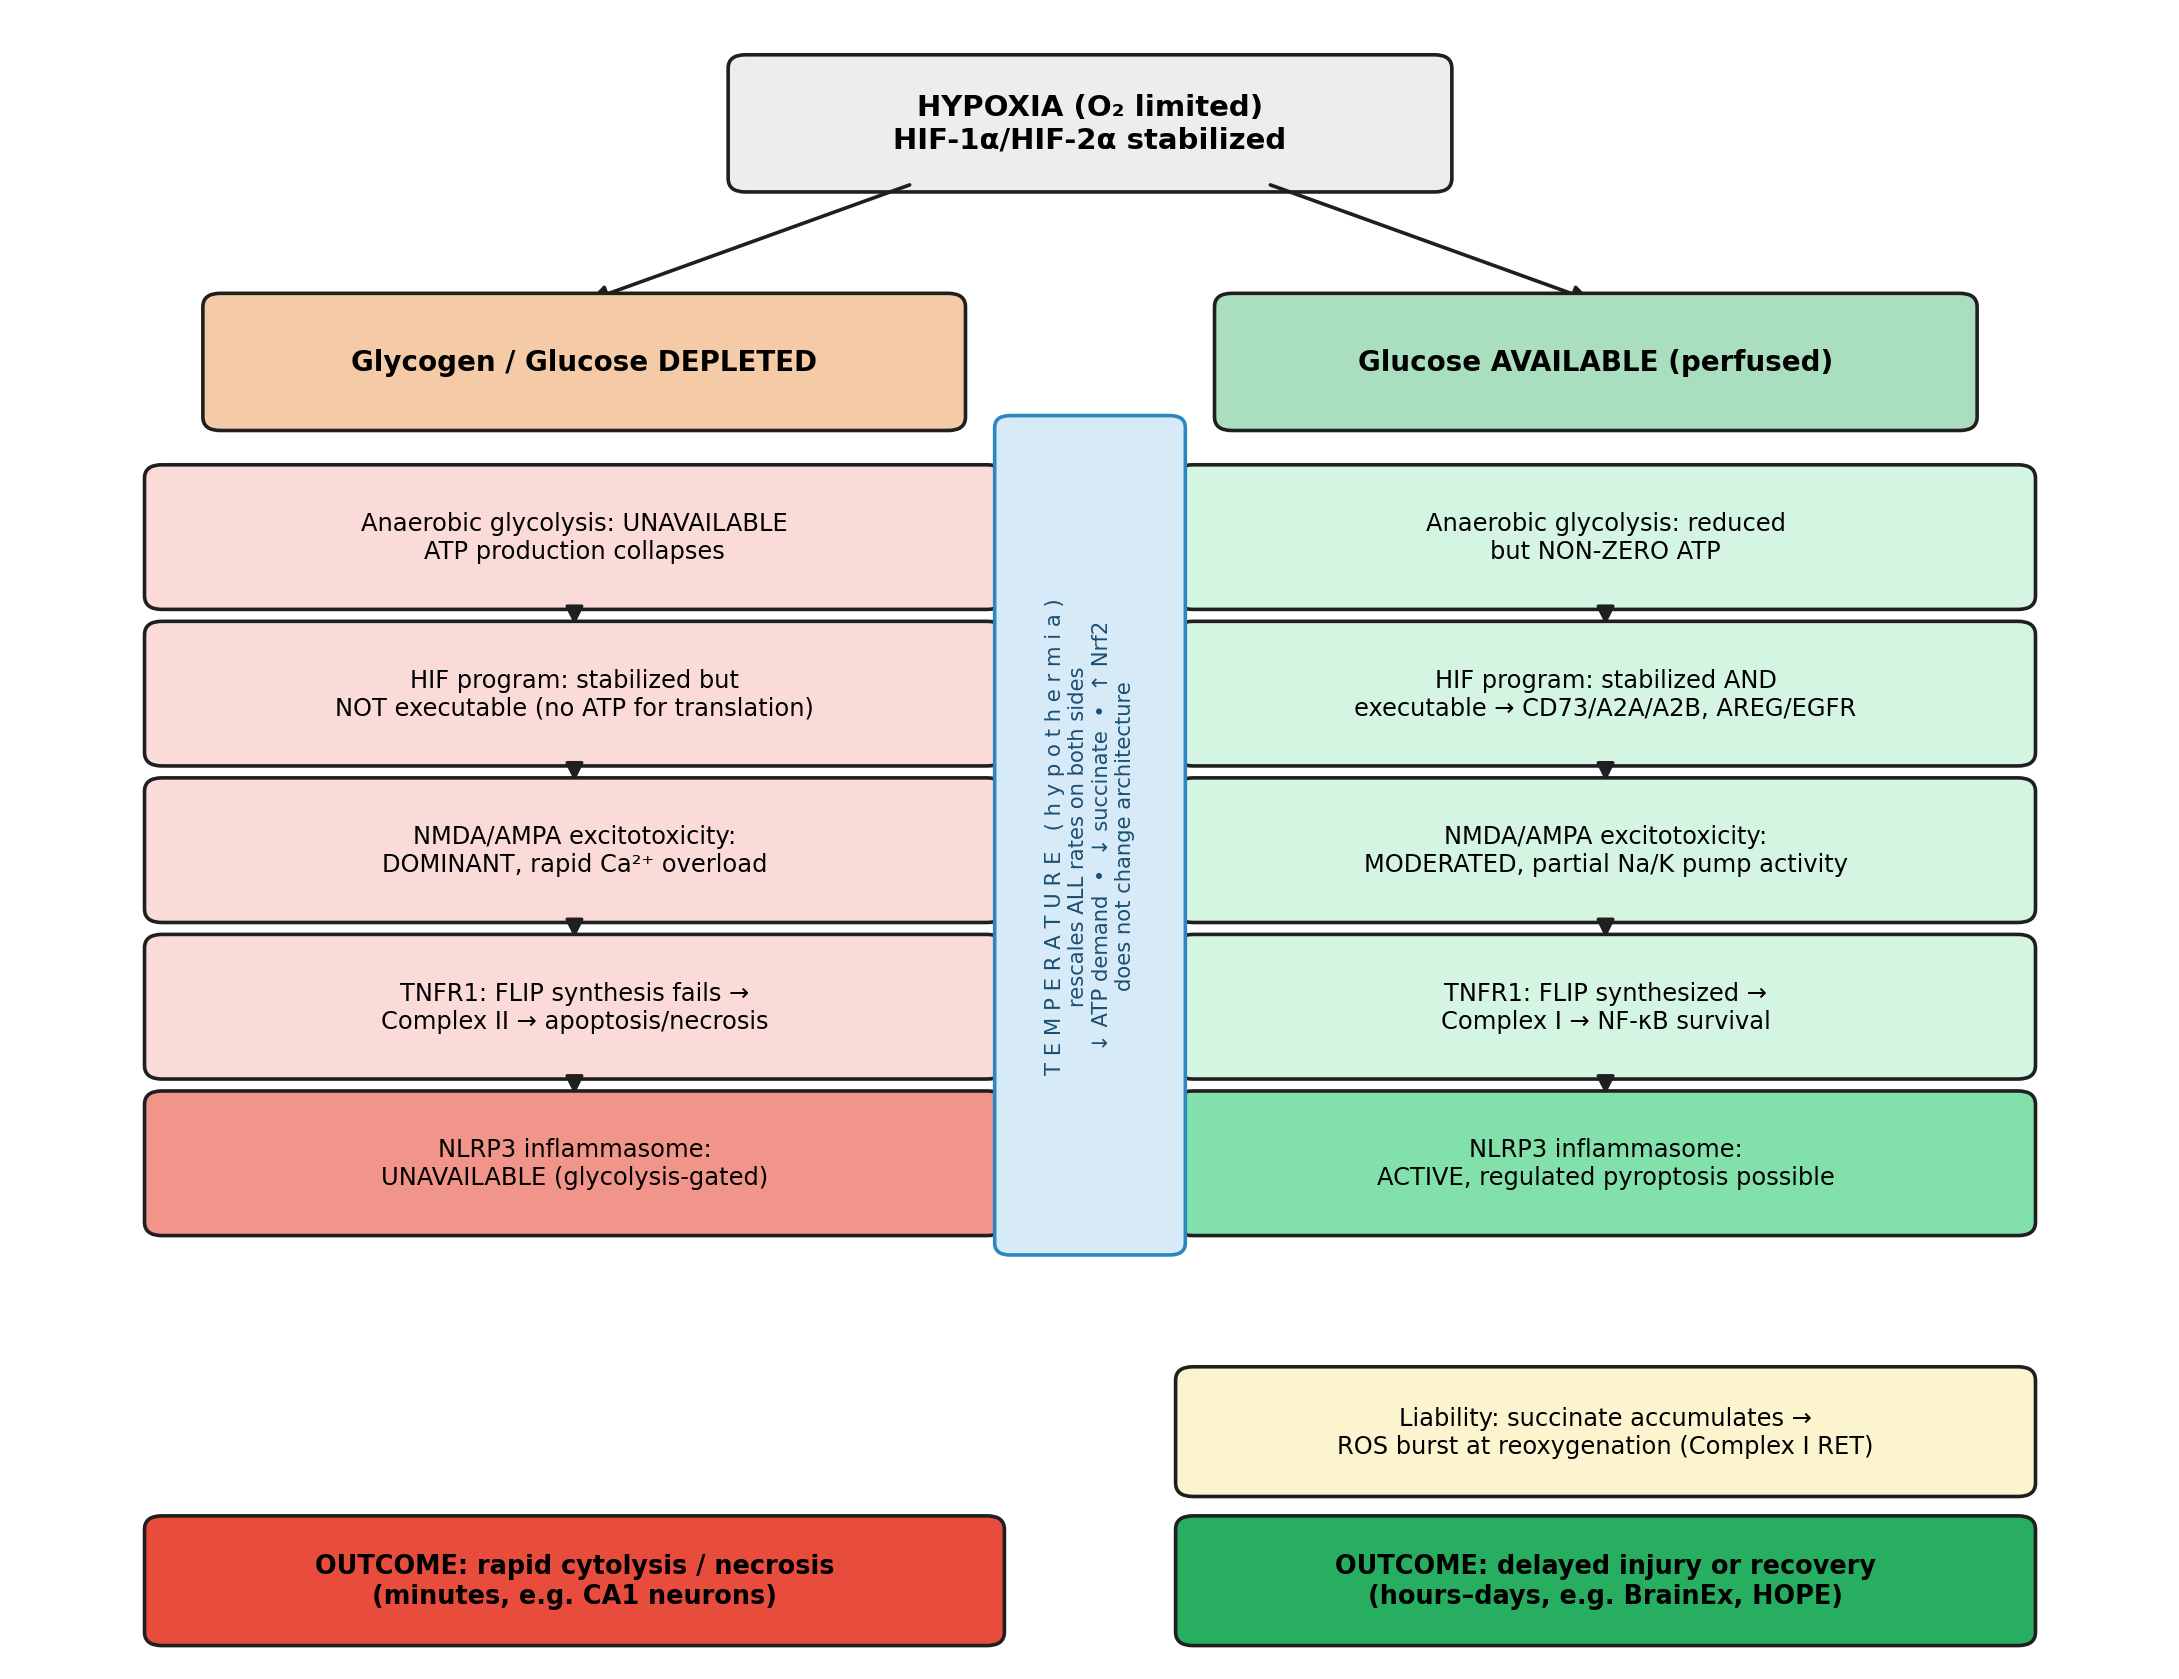 HYPOXIA (O₂ limited)
HIF-1α/HIF-2α stabilized
Glycogen / Glucose DEPLETED
Glucose AVAILABLE (perfused)
Anaerobic glycolysis: UNAVAILABLE
ATP production collapses
HIF program: stabilized but
NOT executable (no ATP for translation)
NMDA/AMPA excitotoxicity:
DOMINANT, rapid Ca²⁺ overload
TNFR1: FLIP synthesis fails →
Complex II → apoptosis/necrosis
NLRP3 inflammasome:
UNAVAILABLE (glycolysis-gated)
T E M P E R A T U R E ( h y p o t h e r m i a )
rescales ALL rates on both sides
↓ ATP demand • ↓ succinate • ↑ Nrf2
does not change architecture
Anaerobic glycolysis: reduced
but NON-ZERO ATP
HIF program: stabilized AND
executable → CD73/A2A/A2B, AREG/EGFR
NMDA/AMPA excitotoxicity:
MODERATED, partial Na/K pump activity
TNFR1: FLIP synthesized →
Complex I → NF-κB survival
NLRP3 inflammasome:
ACTIVE, regulated pyroptosis possible
Liability: succinate accumulates →
ROS burst at reoxygenation (Complex I RET)
OUTCOME: rapid cytolysis / necrosis
(minutes, e.g. CA1 neurons)
OUTCOME: delayed injury or recovery
(hours–days, e.g. BrainEx, HOPE)